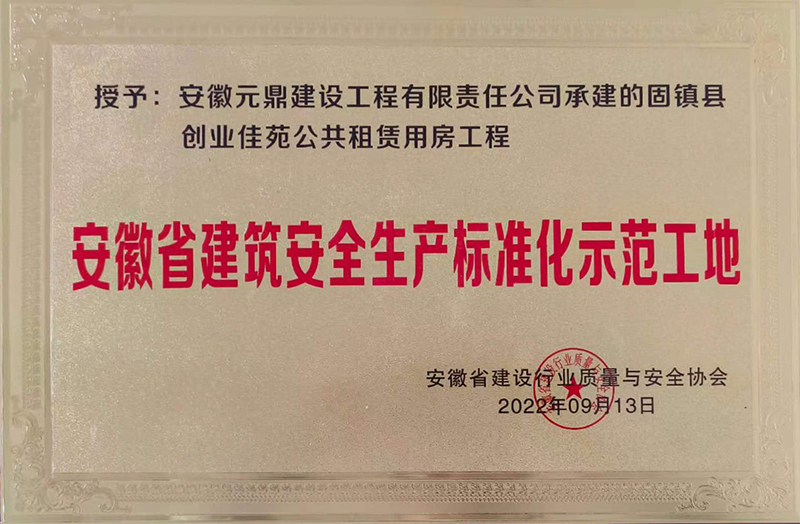 授予：安徽元鼎建设工程有限责任公司承建的固镇县
创业佳苑公共租赁用房工程
安徽省建筑安全生产标准化示范工地
安徽省建设行业质量与安全协会
2022年09月13日